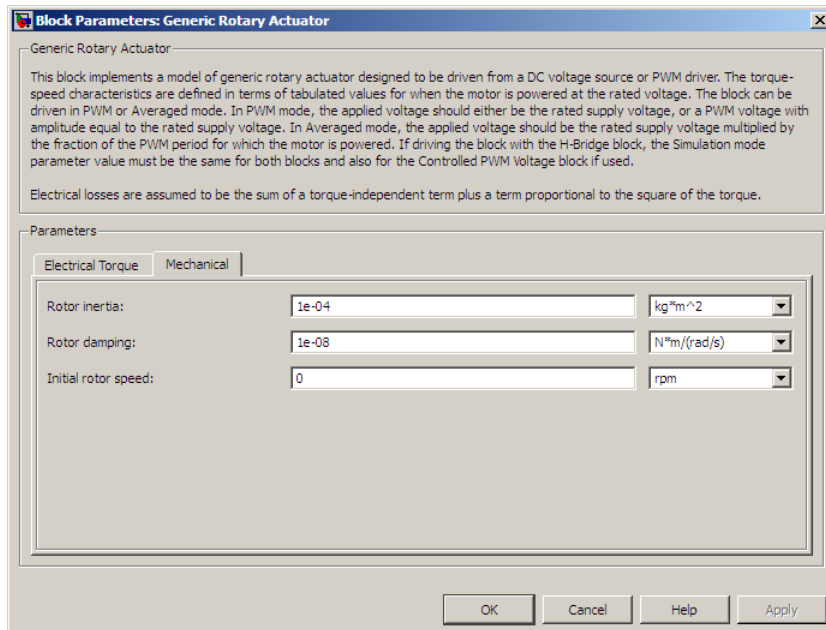 Block Parameters: Generic Rotary Actuator
Generic Rotary Actuator
This block implements a model of generic rotary actuator designed to be driven from a DC voltage source or PWM driver. The torque-
speed characteristics are defined in terms of tabulated values for when the motor is powered at the rated voltage. The block can be
driven in PWM or Averaged mode. In PWM mode, the applied voltage should either be the rated supply voltage, or a PWM voltage with
amplitude equal to the rated supply voltage. In Averaged mode, the applied voltage should be the rated supply voltage multiplied by
the fraction of the PWM period for which the motor is powered. If driving the block with the H-Bridge block, the Simulation mode
parameter value must be the same for both blocks and also for the Controlled PWM Voltage block if used.
Electrical losses are assumed to be the sum of a torque-independent term plus a term proportional to the square of the torque.
Parameters
Electrical Torque Mechanical
Rotor inertia: 1e-04 kg*m^2
Rotor damping: 1e-08 N*m/(rad/s)
Initial rotor speed: 0 rpm
OK Cancel Help Apply